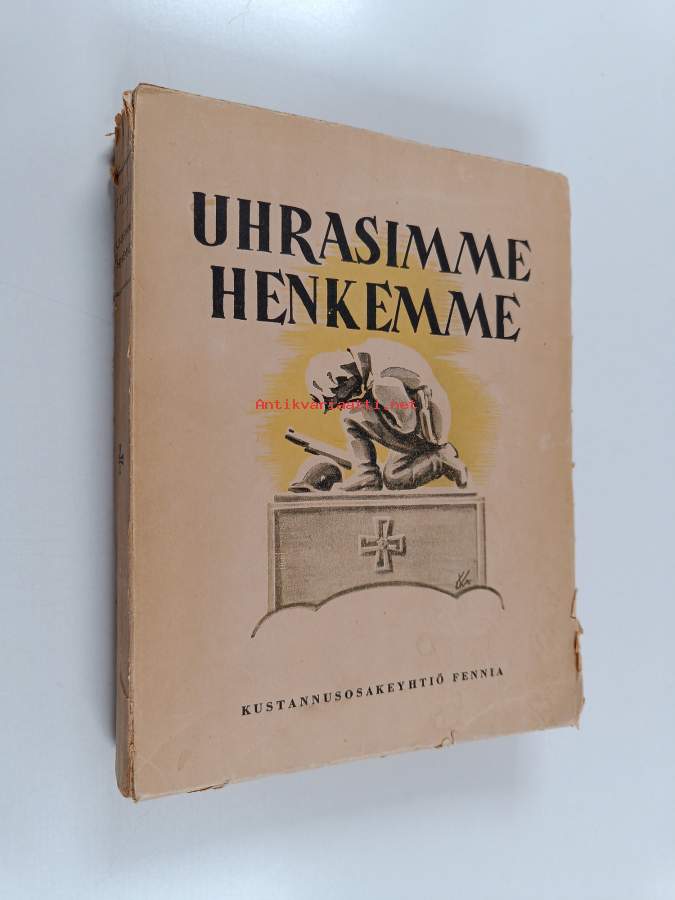 UHRASIMME
HENKEMME
Antikvariaatti.net
KUSTANNUSOSAKEYHTIÖ FENNIA